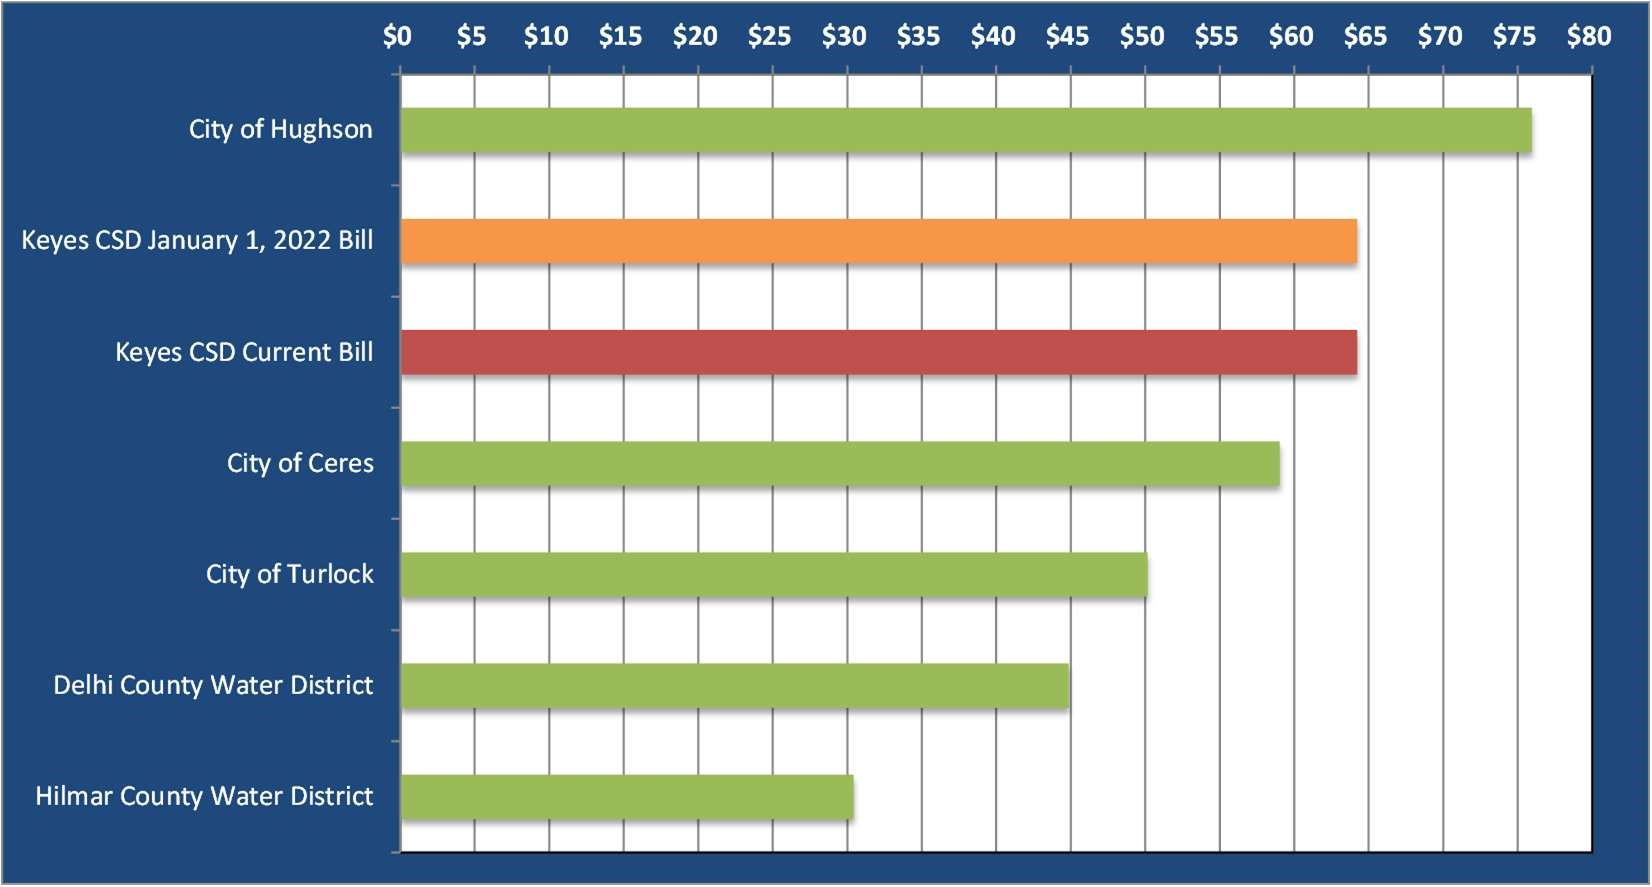 $0 $5 $10 $15 $20 $25 $30 $35 $40 $45 $50 $55 $60 $65 $70 $75 $80
City of Hughson
Keyes CSD January 1, 2022 Bill
Keyes CSD Current Bill
City of Ceres
City of Turlock
Delhi County Water District
Hilmar County Water District